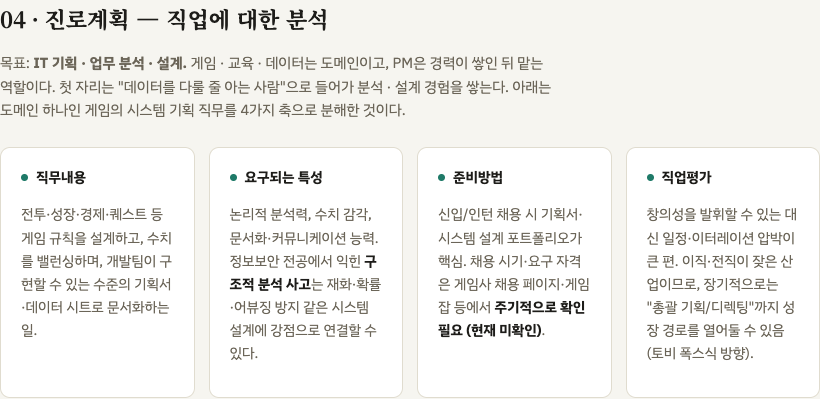 04 · 진로계획 — 직업에 대한 분석
목표: IT 기획 · 업무 분석 · 설계. 게임 · 교육 · 데이터는 도메인이고, PM은 경력이 쌓인 뒤 맡는
역할이다. 첫 자리는 "데이터를 다룰 줄 아는 사람"으로 들어가 분석 · 설계 경험을 쌓는다. 아래는
도메인 하나인 게임의 시스템 기획 직무를 4가지 축으로 분해한 것이다.
직무내용
전투·성장·경제·퀘스트 등
게임 규칙을 설계하고, 수치
를 밸런싱하며, 개발팀이 구
현할 수 있는 수준의 기획서
·데이터 시트로 문서화하는
일.
요구되는 특성
논리적 분석력, 수치 감각,
문서화·커뮤니케이션 능력.
정보보안 전공에서 익힌 구
조적 분석 사고는 재화·확률
·어뷰징 방지 같은 시스템
설계에 강점으로 연결할 수
있다.
준비방법
신입/인턴 채용 시 기획서·
시스템 설계 포트폴리오가
핵심. 채용 시기·요구 자격
은 게임사 채용 페이지·게임
잡 등에서 주기적으로 확인
필요 (현재 미확인).
직업평가
창의성을 발휘할 수 있는 대
신 일정·이터레이션 압박이
큰 편. 이직·전직이 잦은 산
업이므로, 장기적으로는
"총괄 기획/디렉팅"까지 성
장 경로를 열어둘 수 있음
(토비 폭스식 방향).